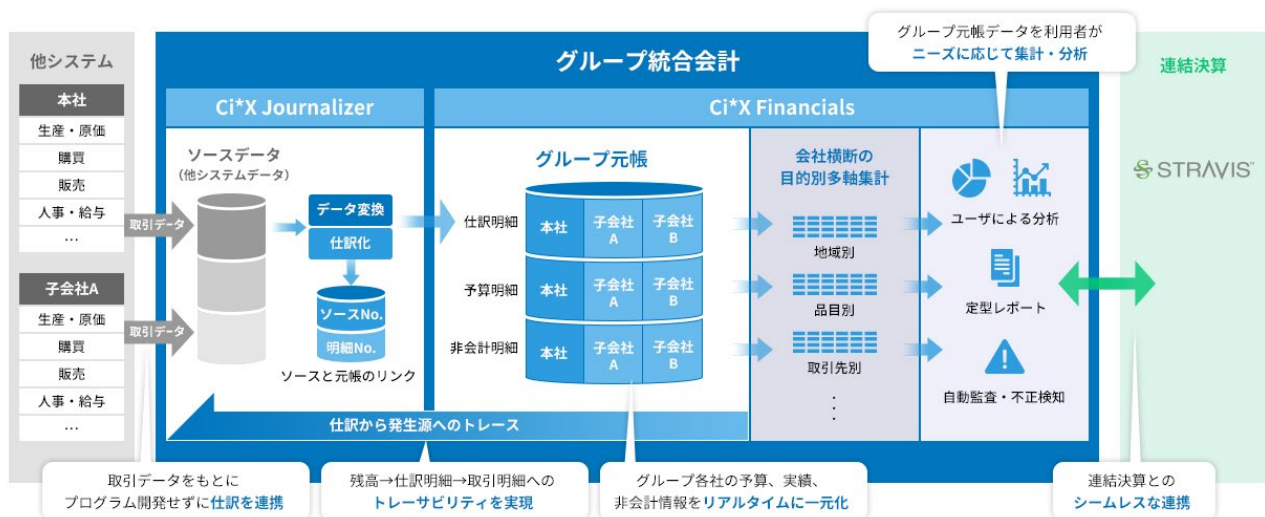 グループ元帳データを利用者が
ニーズに応じて集計・分析
他システム
本社
生産・原価
購買
販売
人事・給与
…
子会社A
生産・原価
購買
販売
人事・給与
…
取引データ
取引データ
グループ統合会計
Ci*X Journalizer
ソースデータ
（他システムデータ）
データ変換
仕訳化
ソースNo.
明細No.
ソースと元帳のリンク
Ci*X Financials
グループ元帳
仕訳明細
本社
子会社
A
子会社
B
予算明細
本社
子会社
A
子会社
B
非会計明細
本社
子会社
A
子会社
B
仕訳から発生源へのトレース
会社横断の
目的別多軸集計
地域別
品目別
取引先別
・
・
・
ユーザによる分析
定型レポート
自動監査・不正検知
連結決算
STRAVIS™
取引データをもとに
プログラム開発せずに仕訳を連携
残高→仕訳明細→取引明細への
トレーサビリティを実現
グループ各社の予算、実績、
非会計情報をリアルタイムに一元化
連結決算との
シームレスな連携